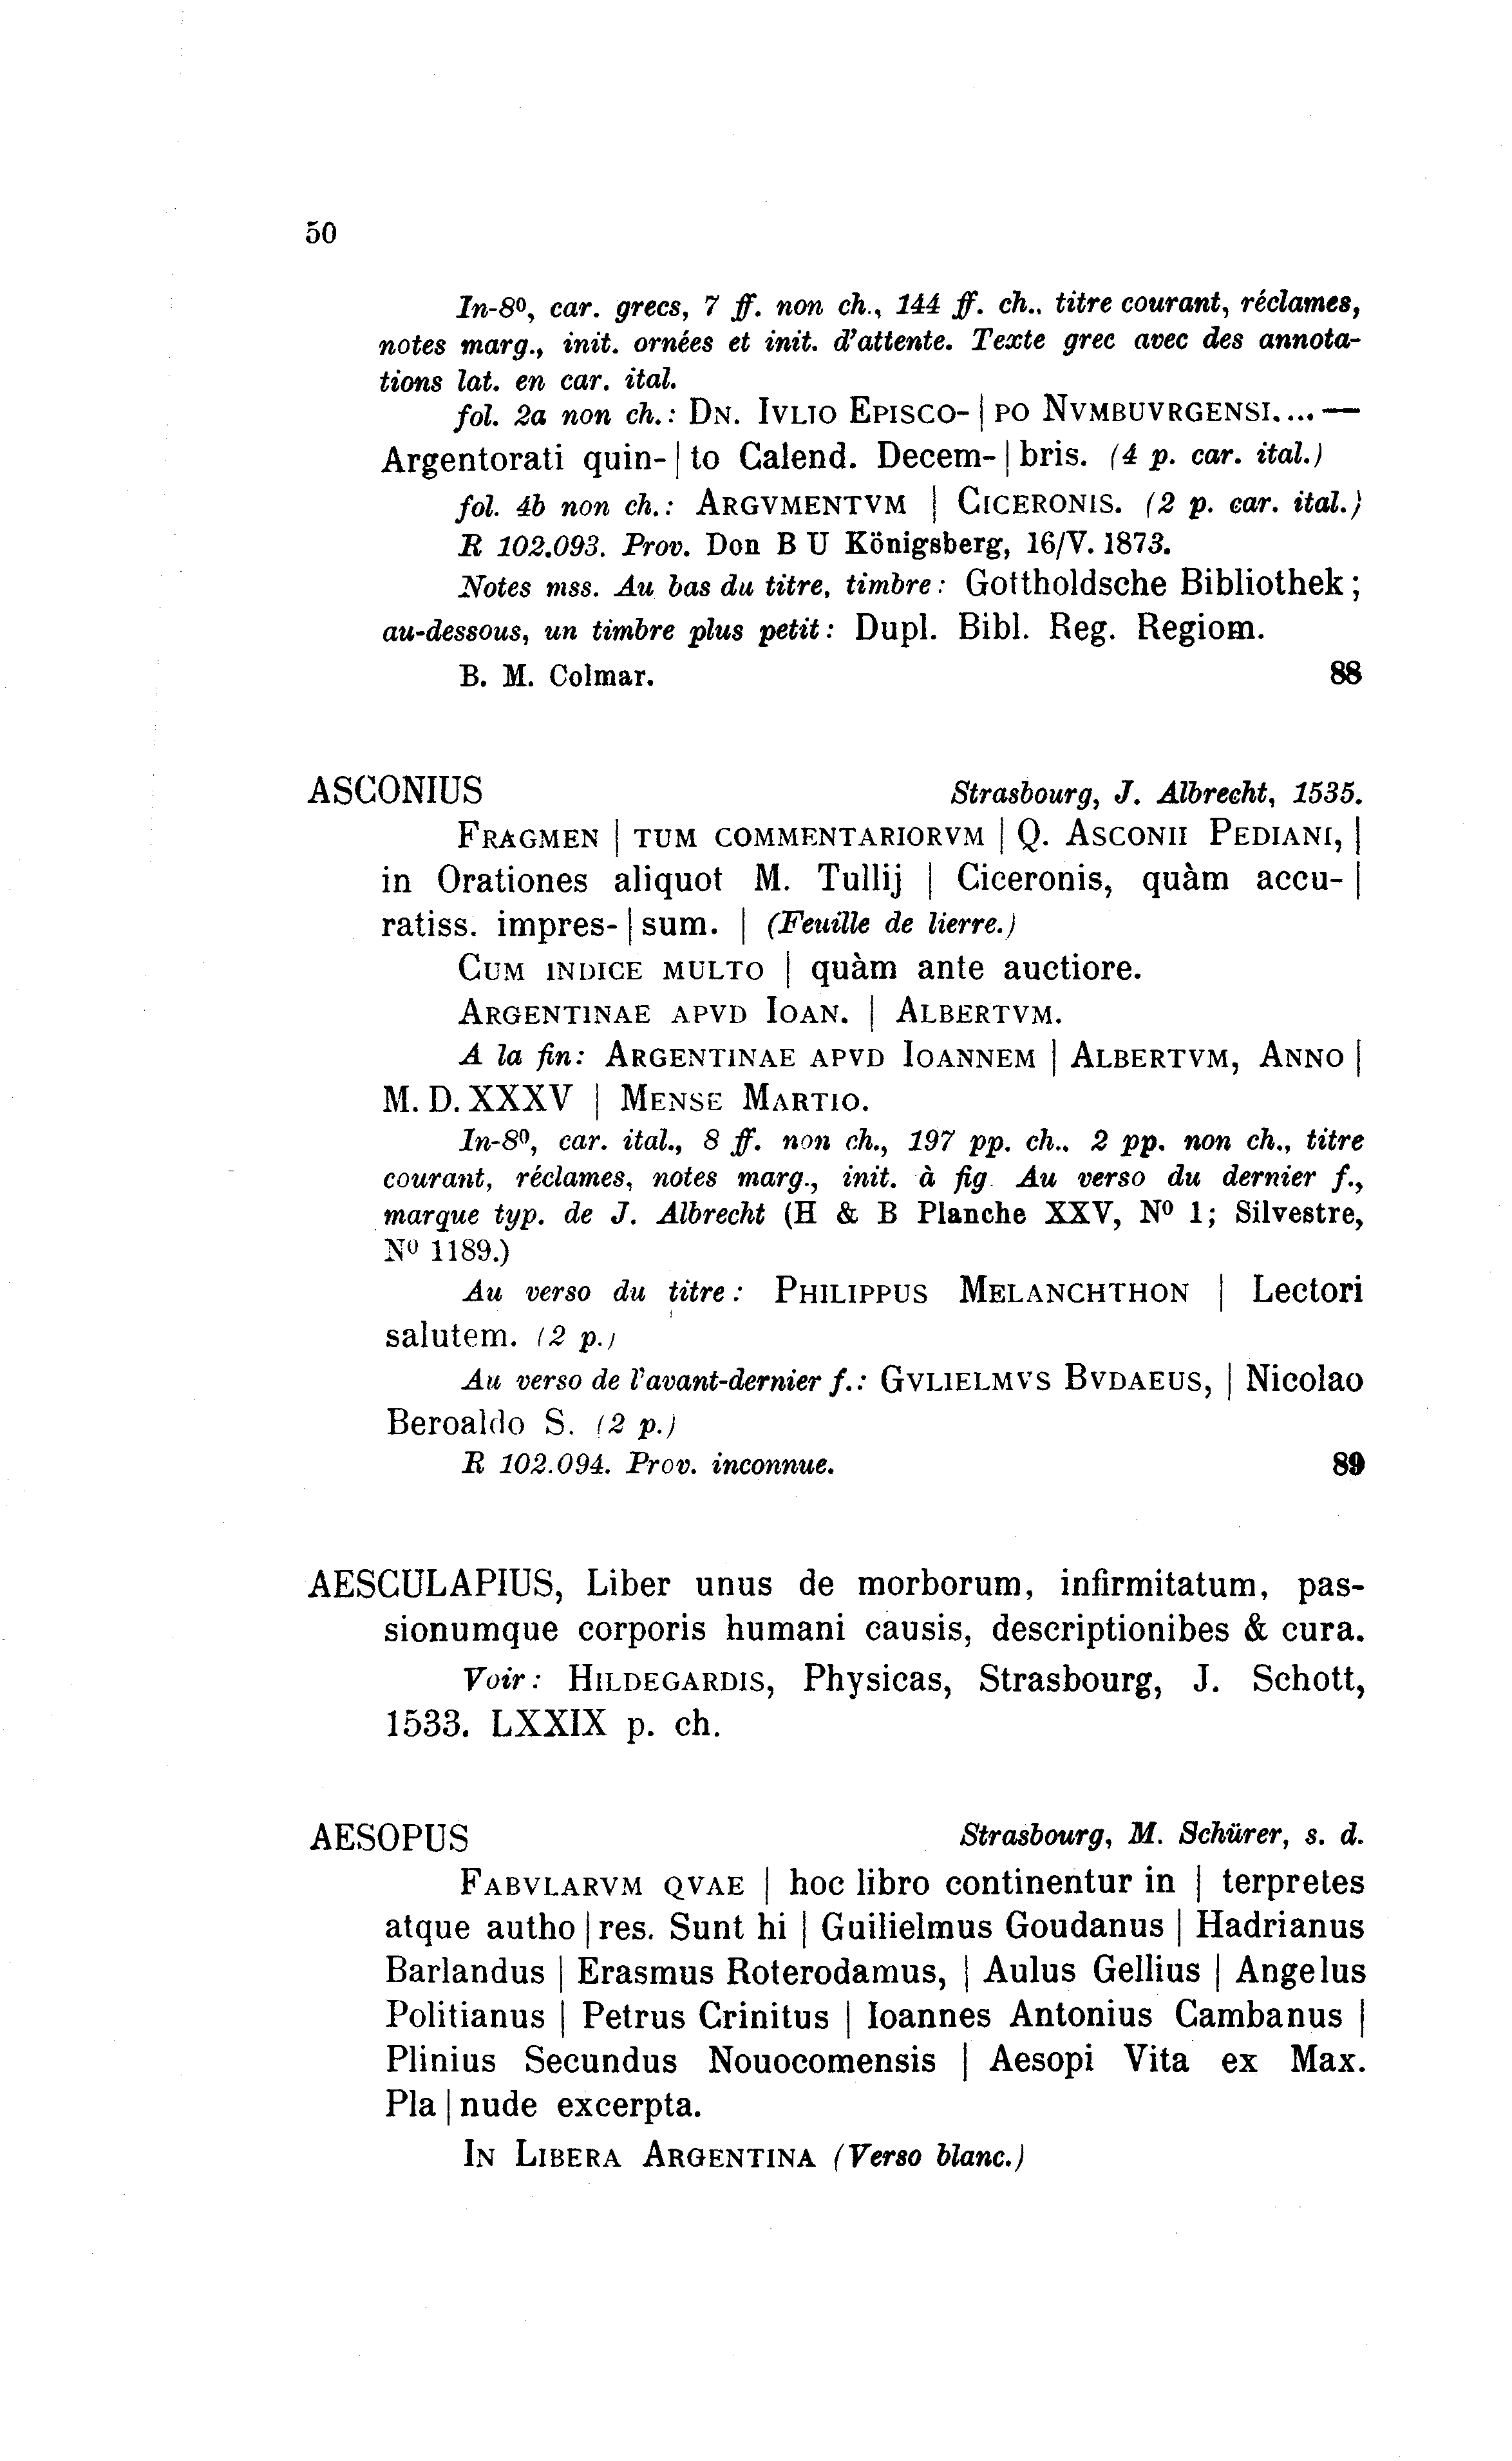 50
In-8º, car. grecs, 7 ff. non ch., 144 ff. ch., titre courant, réclames,
notes marg., init. ornées et init. d'attente. Texte grec avec des annota-
tions lat. en car. ital.
fol. 2a non ch.: DN. IVLIO EPISCO- | PO NVMBUVRGENSI.... —
Argentorati quin- | to Calend. Decem- | bris. (4 p. car. ital.)
fol. 4b non ch.: ARGVMENTVM | CICERONIS. (2 p. car. ital.)
R 102.093. Prov. Don B U Königsberg, 16/V. 1873.
Notes mss. Au bas du titre, timbre: Gottholdsche Bibliothek;
au-dessous, un timbre plus petit: Dupl. Bibl. Reg. Regiom.
B. M. Colmar. 88
ASCONIUS Strasbourg, J. Albrecht, 1535.
FRAGMEN | TUM COMMENTARIORVM | Q. ASCONII PEDIANI, |
in Orationes aliquot M. Tullij | Ciceronis, quàm accu- |
ratiss. impres- | sum. | (Feuille de lierre.)
CUM INDICE MULTO | quàm ante auctiore.
ARGENTINAE APVD IOAN. | ALBERTVM.
A la fin: ARGENTINAE APVD IOANNEM | ALBERTVM, ANNO |
M. D. XXXV | MENSE MARTIO.
In-8º, car. ital., 8 ff. non ch., 197 pp. ch., 2 pp. non ch., titre
courant, réclames, notes marg., init. à fig. Au verso du dernier f.,
marque typ. de J. Albrecht (H & B Planche XXV, Nº 1; Silvestre,
Nº 1189.)
Au verso du titre: PHILIPPUS MELANCHTHON | Lectori
salutem. (2 p.)
Au verso de l'avant-dernier f.: GVLIELMVS BVDAEUS, | Nicolao
Beroaldo S. (2 p.)
R 102.094. Prov. inconnue. 89
AESCULAPIUS, Liber unus de morborum, infirmitatum, pas-
sionumque corporis humani causis, descriptionibes & cura.
Voir: HILDEGARDIS, Physicas, Strasbourg, J. Schott,
1533. LXXIX p. ch.
AESOPUS Strasbourg, M. Schürer, s. d.
FABVLARVM QVAE | hoc libro continentur in | terpretes
atque autho | res. Sunt hi | Guilielmus Goudanus | Hadrianus
Barlandus | Erasmus Roterodamus, | Aulus Gellius | Angelus
Politianus | Petrus Crinitus | Ioannes Antonius Cambanus |
Plinius Secundus Nouocomensis | Aesopi Vita ex Max.
Pla | nude excerpta.
IN LIBERA ARGENTINA (Verso blanc.)